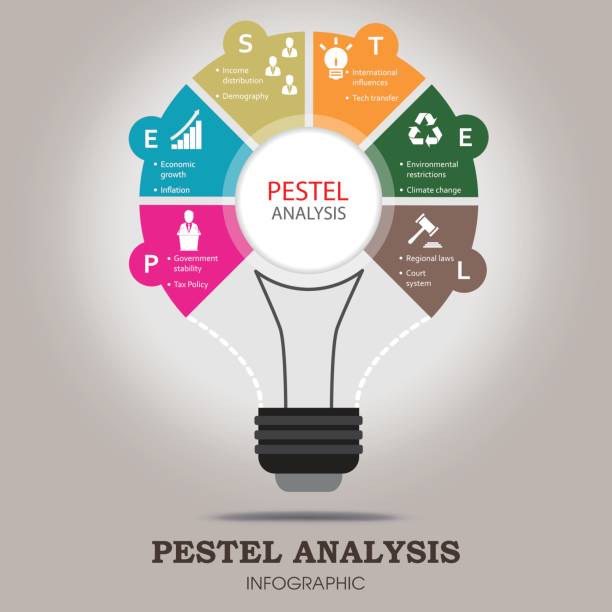 P
• Government
stability
• Tax Policy
E
• Economic
growth
• Inflation
S
• Income
distribution
• Demography
T
• International
influences
• Tech transfer
E
• Environmental
restrictions
• Climate change
L
• Regional laws
• Court
system
PESTEL
ANALYSIS
PESTEL ANALYSIS
INFOGRAPHIC